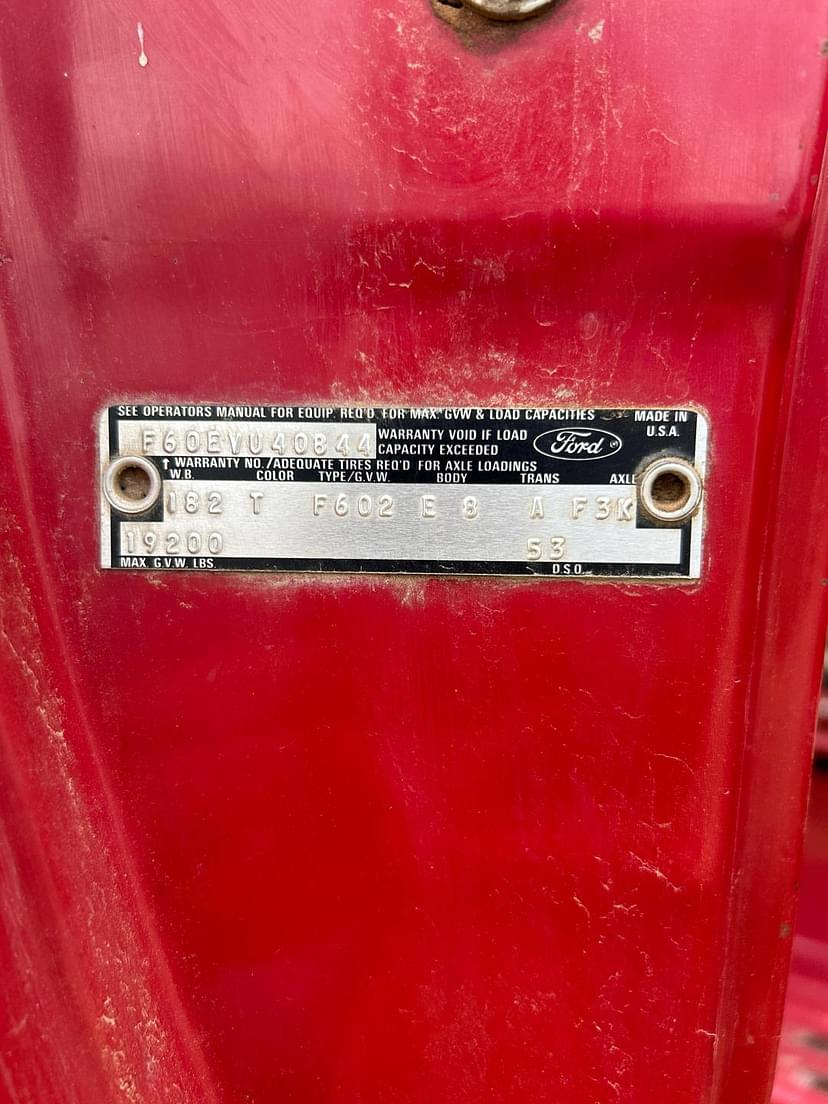 SEE OPERATORS MANUAL FOR EQUIP. REQ'D. FOR MAX. GVW & LOAD CAPACITIES MADE IN
U.S.A.
F60EVU40844 WARRANTY VOID IF LOAD
CAPACITY EXCEEDED
Ford ®
↑ WARRANTY NO./ADEQUATE TIRES REQ'D FOR AXLE LOADINGS
W.B. COLOR TYPE/G.V.W. BODY TRANS AXLE
182 T F602 E 8 A F3K
19200 53
MAX. G.V.W. LBS. D.S.O.